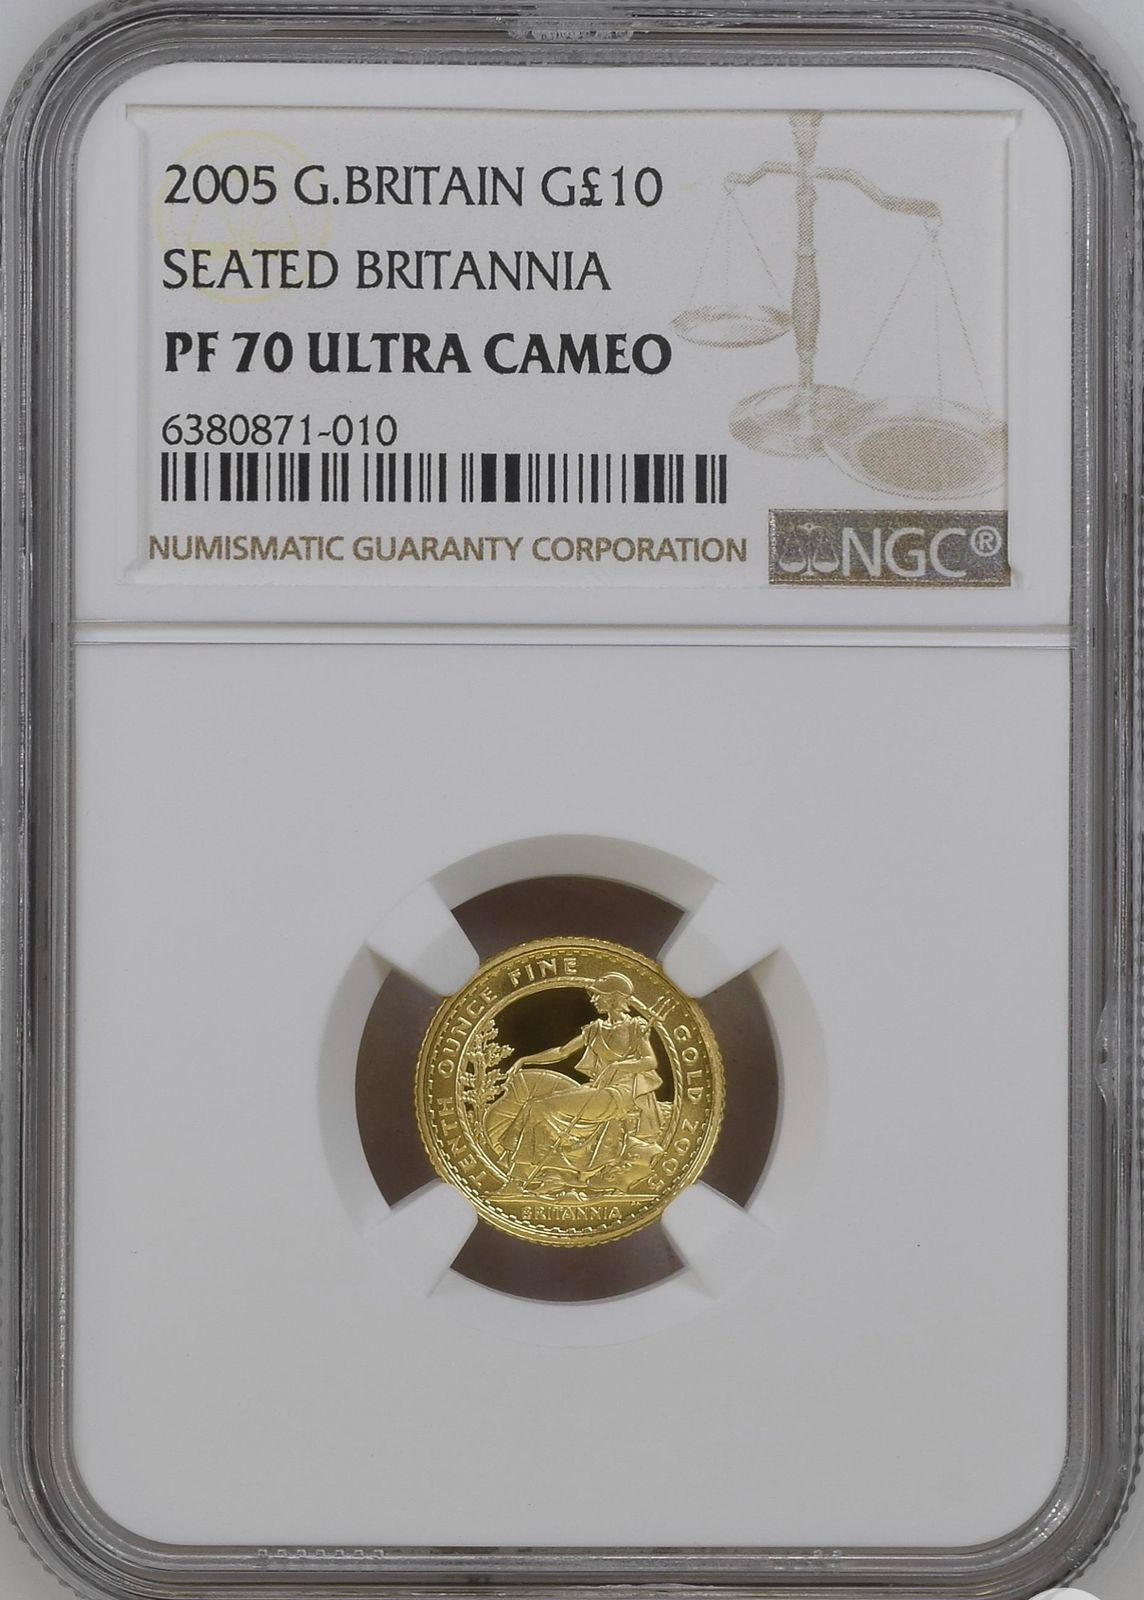 2005 G.BRITAIN G£10
SEATED BRITANNIA
PF 70 ULTRA CAMEO
6380871-010
NUMISMATIC GUARANTY CORPORATION
NGC®
TENTH OUNCE FINE GOLD 2005
BRITANNIA